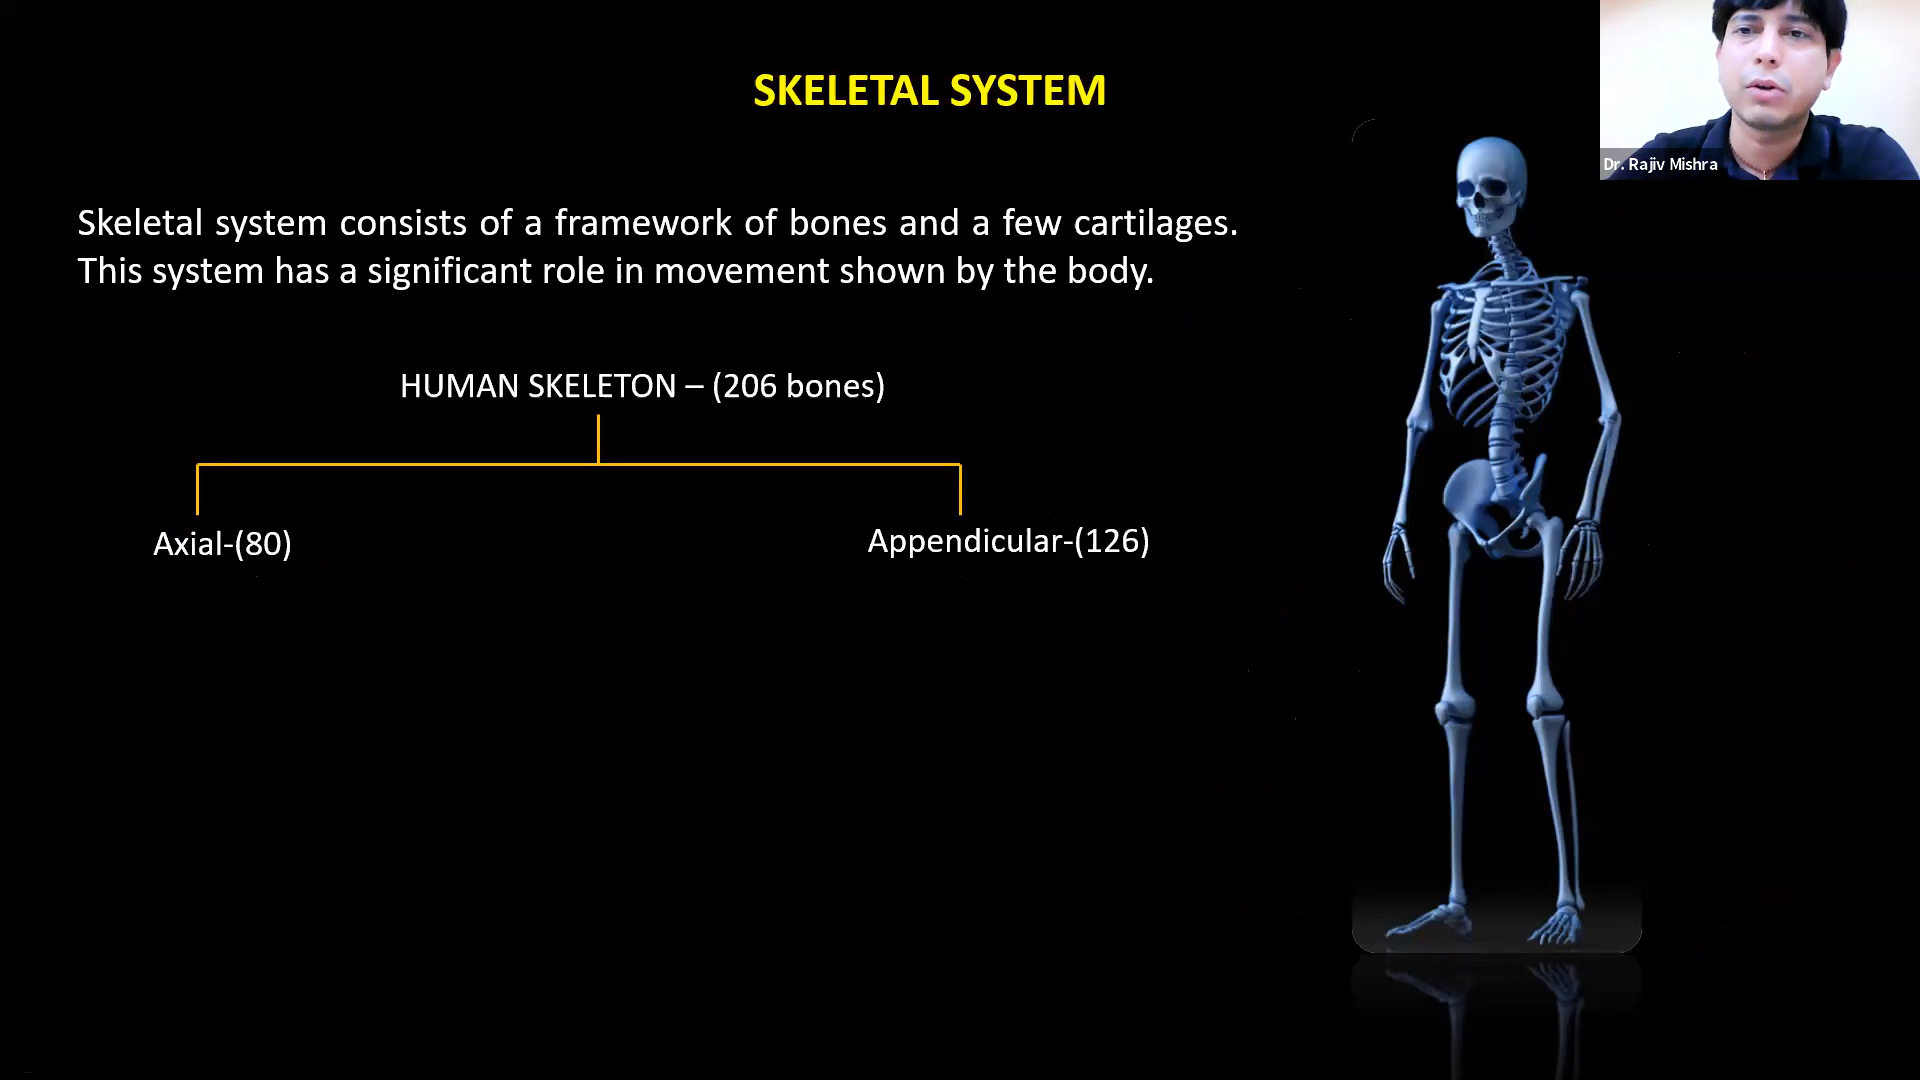 SKELETAL SYSTEM
Dr. Rajiv Mishra
Skeletal system consists of a framework of bones and a few cartilages.
This system has a significant role in movement shown by the body.
HUMAN SKELETON – (206 bones)
Axial-(80)
Appendicular-(126)